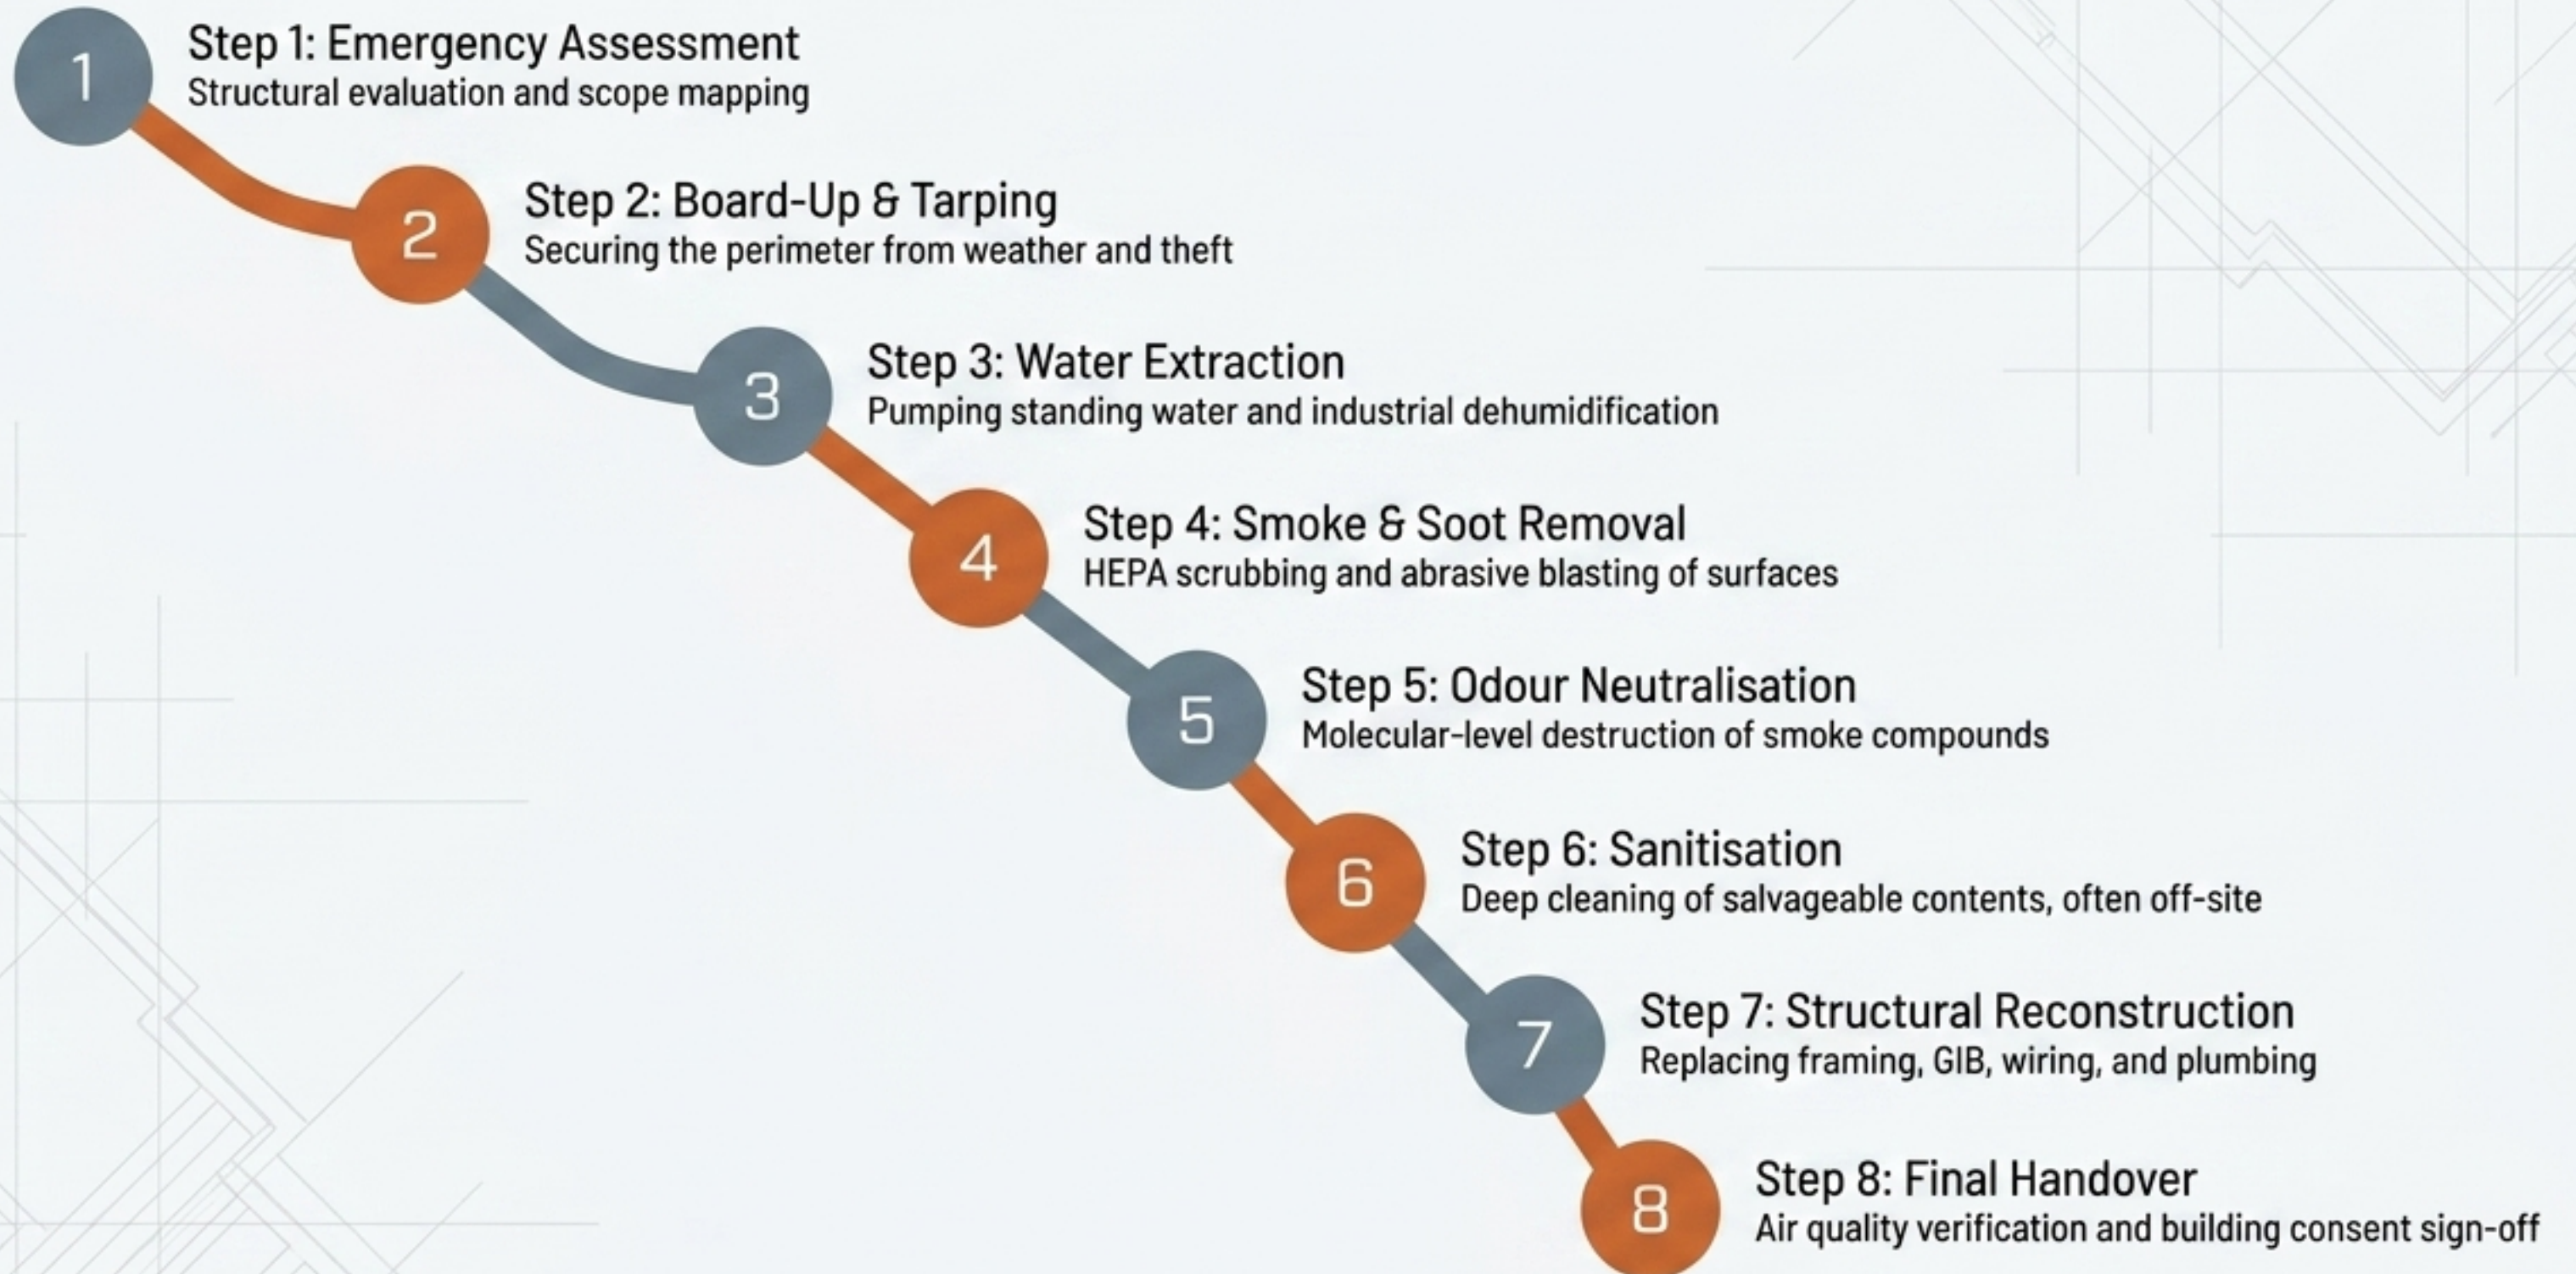 1
Step 1: Emergency Assessment
Structural evaluation and scope mapping
2
Step 2: Board-Up & Tarping
Securing the perimeter from weather and theft
3
Step 3: Water Extraction
Pumping standing water and industrial dehumidification
4
Step 4: Smoke & Soot Removal
HEPA scrubbing and abrasive blasting of surfaces
5
Step 5: Odour Neutralisation
Molecular-level destruction of smoke compounds
6
Step 6: Sanitisation
Deep cleaning of salvageable contents, often off-site
7
Step 7: Structural Reconstruction
Replacing framing, GIB, wiring, and plumbing
8
Step 8: Final Handover
Air quality verification and building consent sign-off